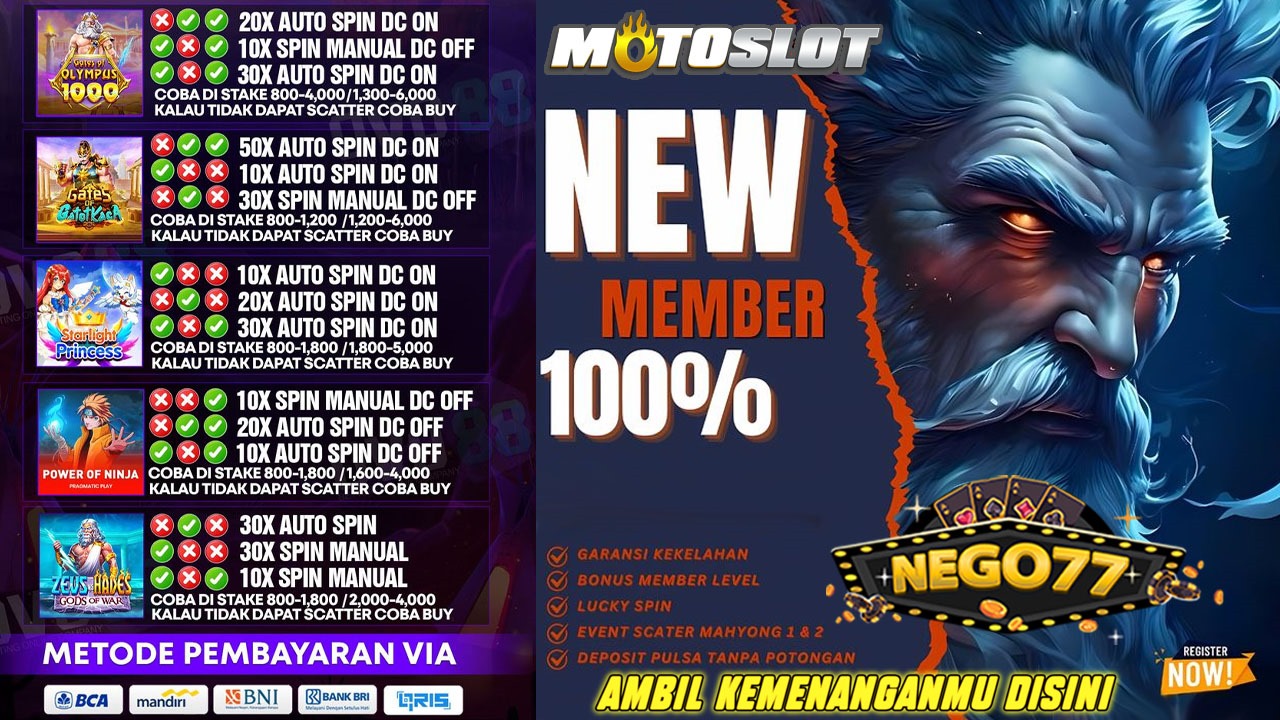 Gates of
OLYMPUS
1000
20X AUTO SPIN DC ON
10X SPIN MANUAL DC OFF
30X AUTO SPIN DC ON
COBA DI STAKE 800-4,000/1,300-6,000
KALAU TIDAK DAPAT SCATTER COBA BUY
GATES
OF
GATOTKACA
50X AUTO SPIN DC ON
10X AUTO SPIN DC ON
30X SPIN MANUAL DC OFF
COBA DI STAKE 800-1,200 /1,200-6,000
KALAU TIDAK DAPAT SCATTER COBA BUY
Starlight
Princess
10X AUTO SPIN DC ON
20X AUTO SPIN DC ON
30X AUTO SPIN DC ON
COBA DI STAKE 800-1,800 /1,800-5,000
KALAU TIDAK DAPAT SCATTER COBA BUY
POWER OF NINJA
PRAGMATIC PLAY
10X SPIN MANUAL DC OFF
20X AUTO SPIN DC OFF
10X AUTO SPIN DC OFF
COBA DI STAKE 800-1,800 /1,600-4,000
KALAU TIDAK DAPAT SCATTER COBA BUY
ZEUS HADES
GODS OF WAR
30X AUTO SPIN
30X SPIN MANUAL
10X SPIN MANUAL
COBA DI STAKE 800-1,800 /2,000-4,000
KALAU TIDAK DAPAT SCATTER COBA BUY
METODE PEMBAYARAN VIA
BCA
mandiri
BNI
BANK BRI
Melayani Dengan Setulus Hati
QRIS
MOTOSLOT
NEW
MEMBER
100%
GARANSI KEKELAHAN
BONUS MEMBER LEVEL
LUCKY SPIN
EVENT SCATER MAHYONG 1 & 2
DEPOSIT PULSA TANPA POTONGAN
NEGO77
AMBIL KEMENANGANMU DISINI
REGISTER
NOW!